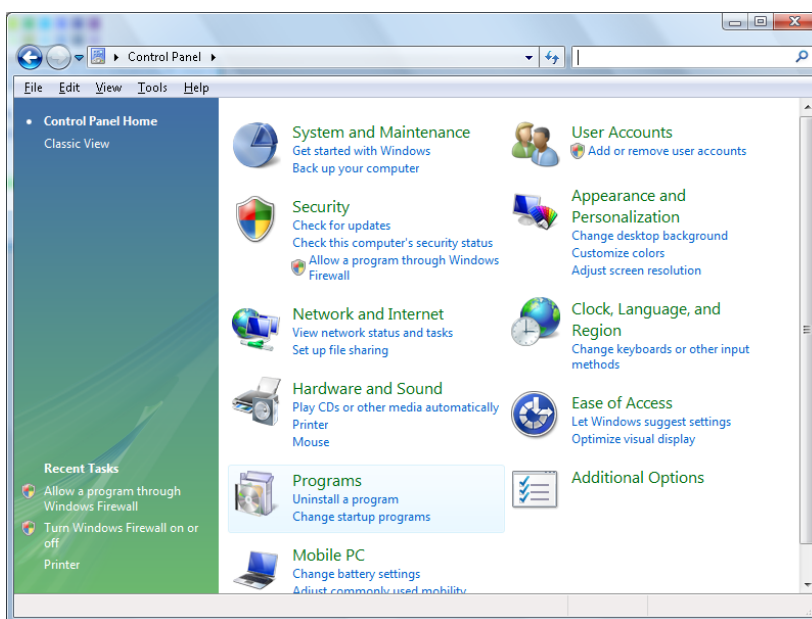 Control Panel
File Edit View Tools Help
Control Panel Home
Classic View
System and Maintenance
Get started with Windows
Back up your computer
Security
Check for updates
Check this computer's security status
Allow a program through Windows
Firewall
Network and Internet
View network status and tasks
Set up file sharing
Hardware and Sound
Play CDs or other media automatically
Printer
Mouse
Programs
Uninstall a program
Change startup programs
Mobile PC
Change battery settings
Adjust commonly used mobility
User Accounts
Add or remove user accounts
Appearance and
Personalization
Change desktop background
Customize colors
Adjust screen resolution
Clock, Language, and
Region
Change keyboards or other input
methods
Ease of Access
Let Windows suggest settings
Optimize visual display
Additional Options
Recent Tasks
Allow a program through
Windows Firewall
Turn Windows Firewall on or
off
Printer